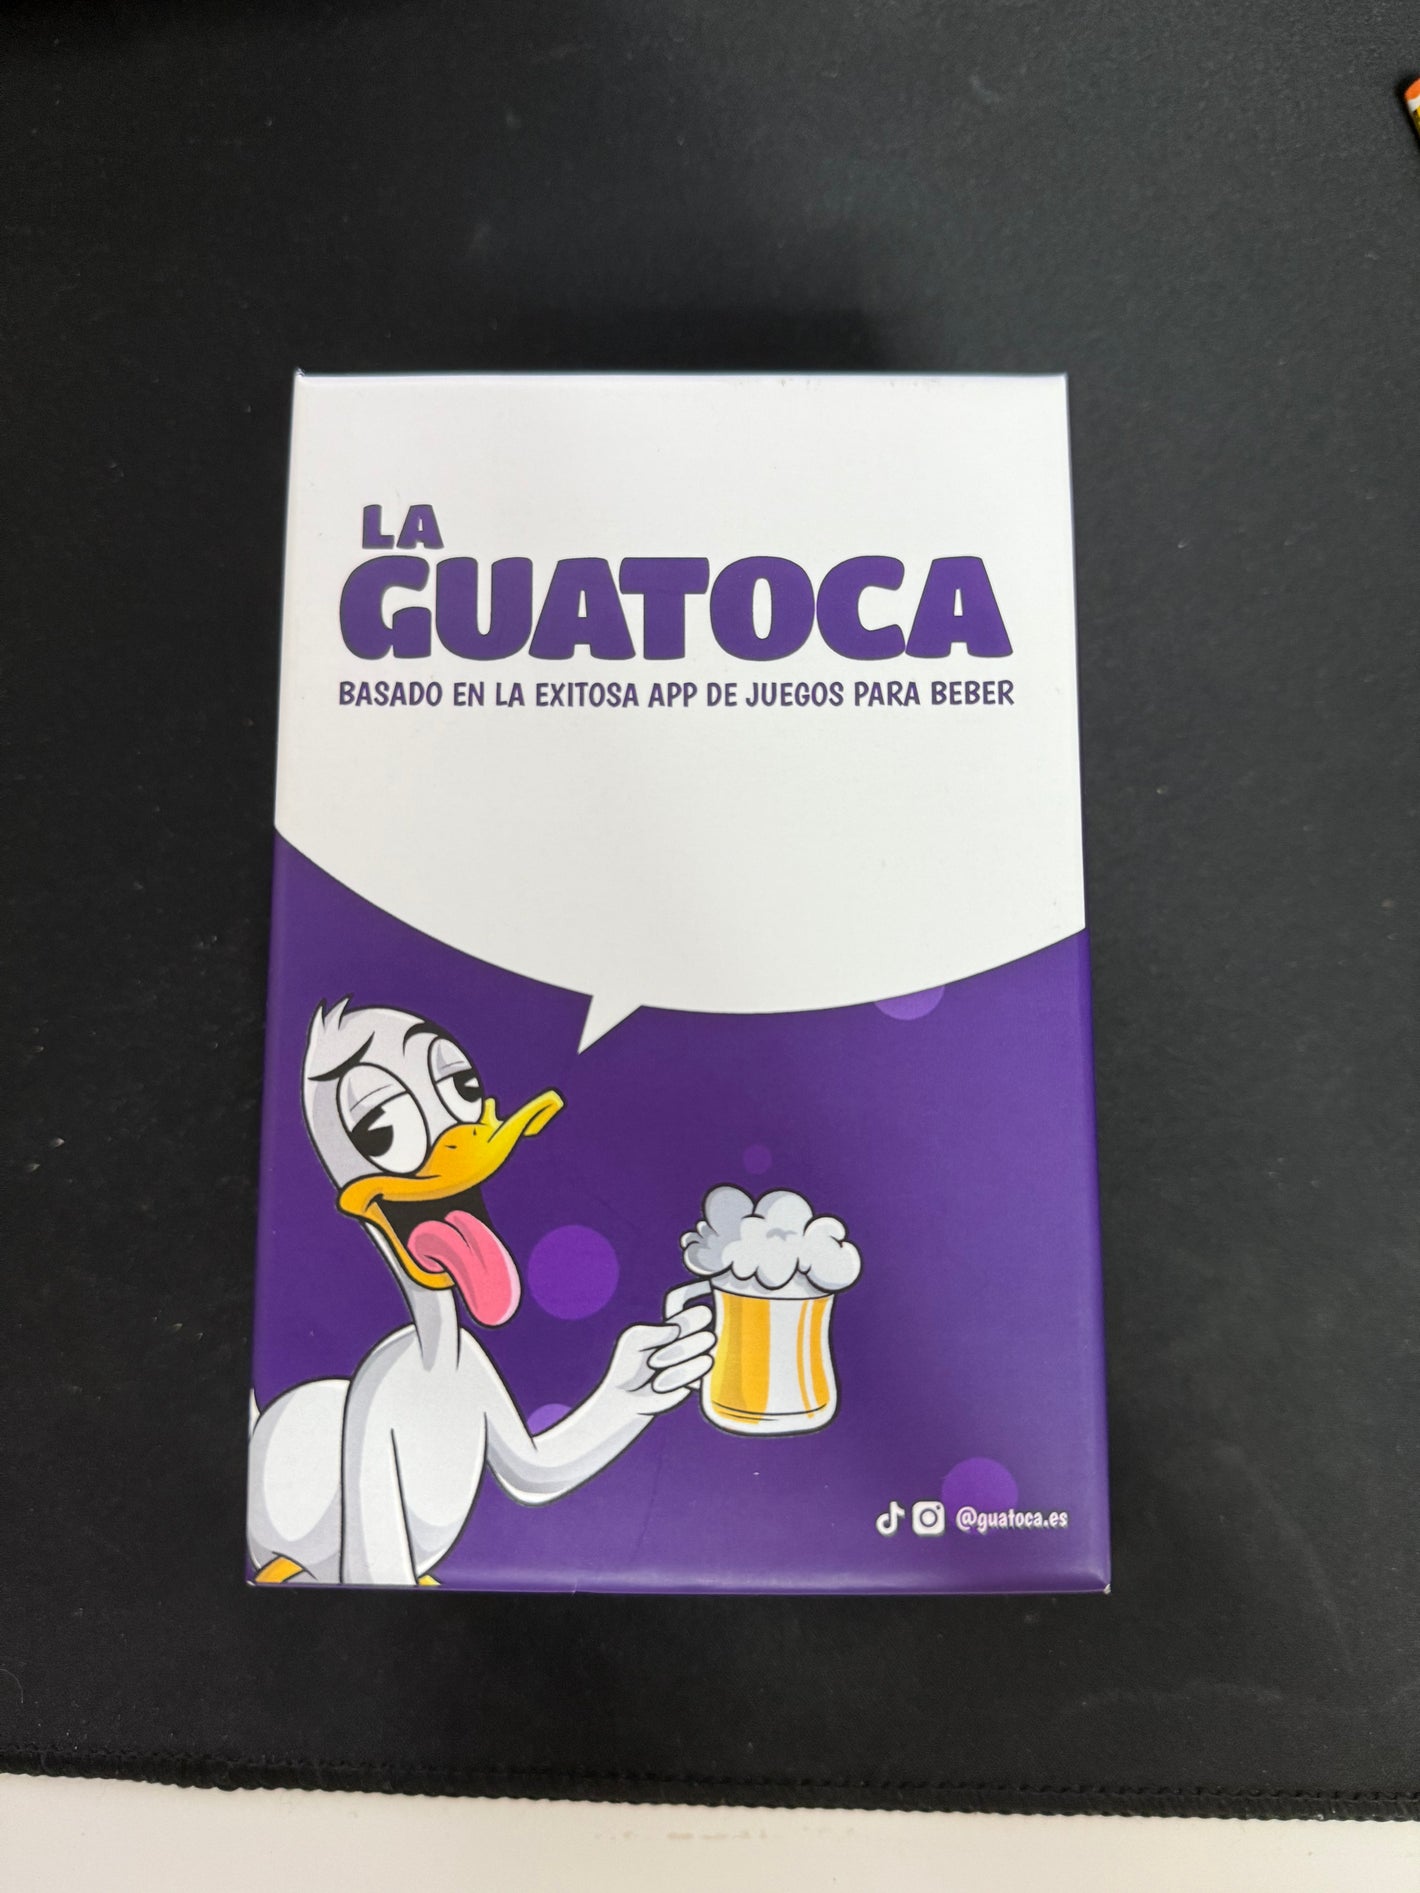 LA
GUATOCA
BASADO EN LA EXITOSA APP DE JUEGOS PARA BEBER
@guatoca.es